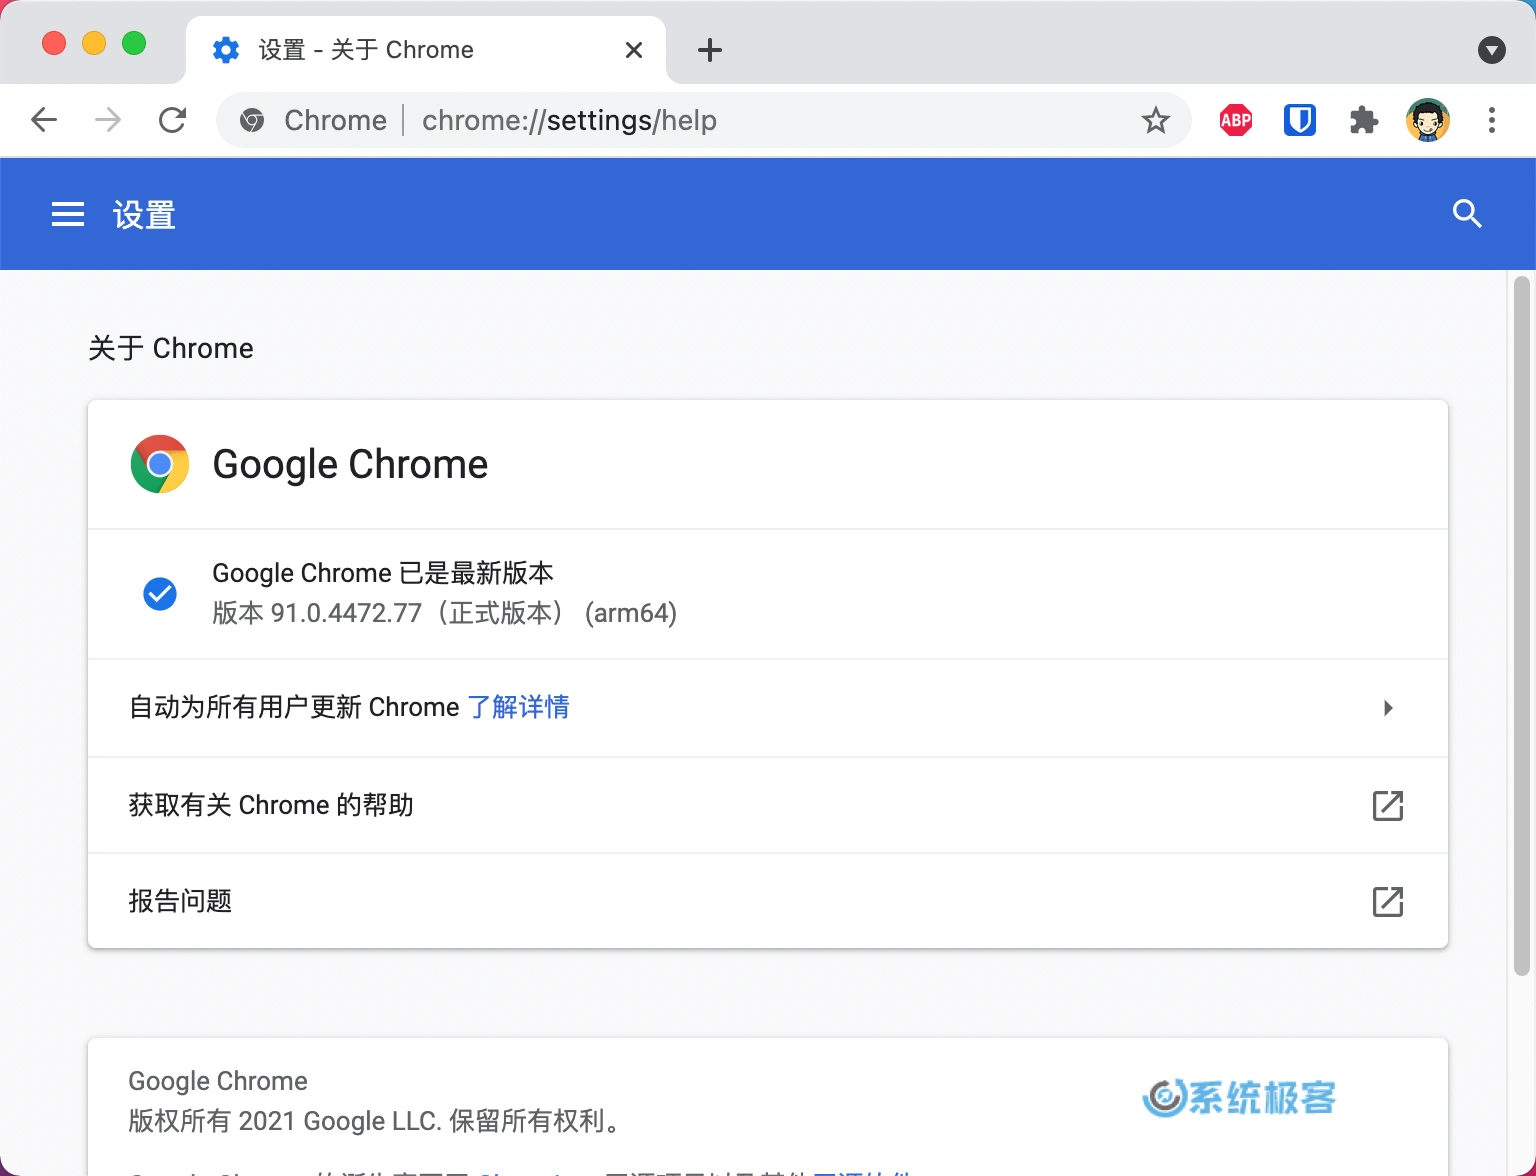 设置 - 关于 Chrome
Chrome | chrome://settings/help
ABP
设置
关于 Chrome
Google Chrome
Google Chrome 已是最新版本
版本 91.0.4472.77（正式版本） (arm64)
自动为所有用户更新 Chrome 了解详情
获取有关 Chrome 的帮助
报告问题
Google Chrome
版权所有 2021 Google LLC. 保留所有权利。
系统极客